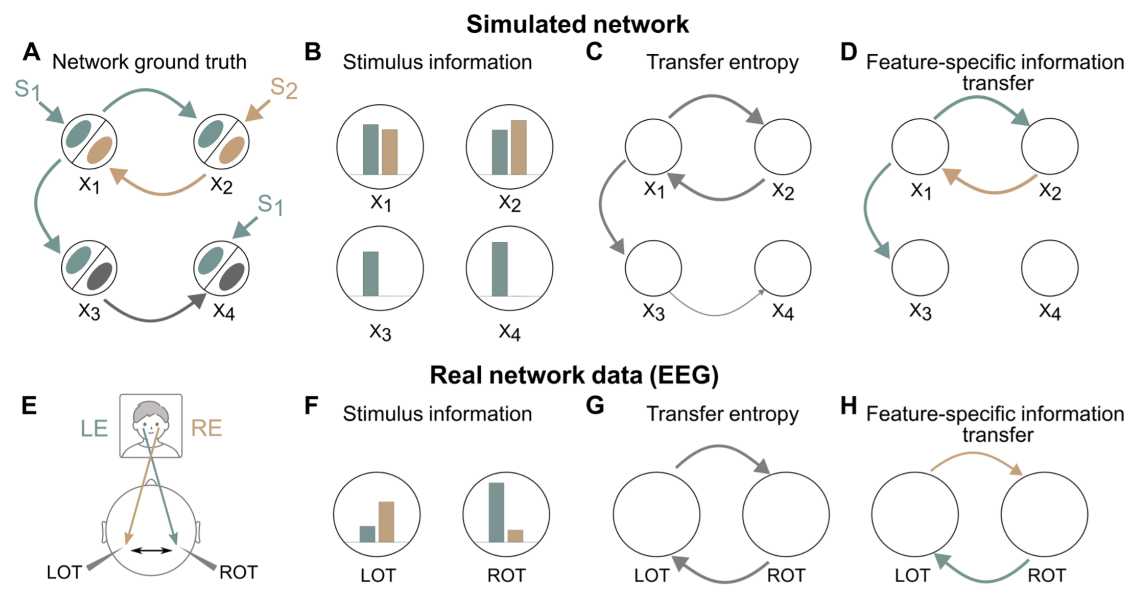 Simulated network
A Network ground truth
B Stimulus information
C Transfer entropy
D Feature-specific information
transfer
S1
S2
X1
X2
S1
X3
X4
X1
X2
X3
X4
X1
X2
X3
X4
X1
X2
X3
X4
Real network data (EEG)
E
LE
RE
LOT
ROT
F Stimulus information
LOT
ROT
G Transfer entropy
LOT
ROT
H Feature-specific information
transfer
LOT
ROT